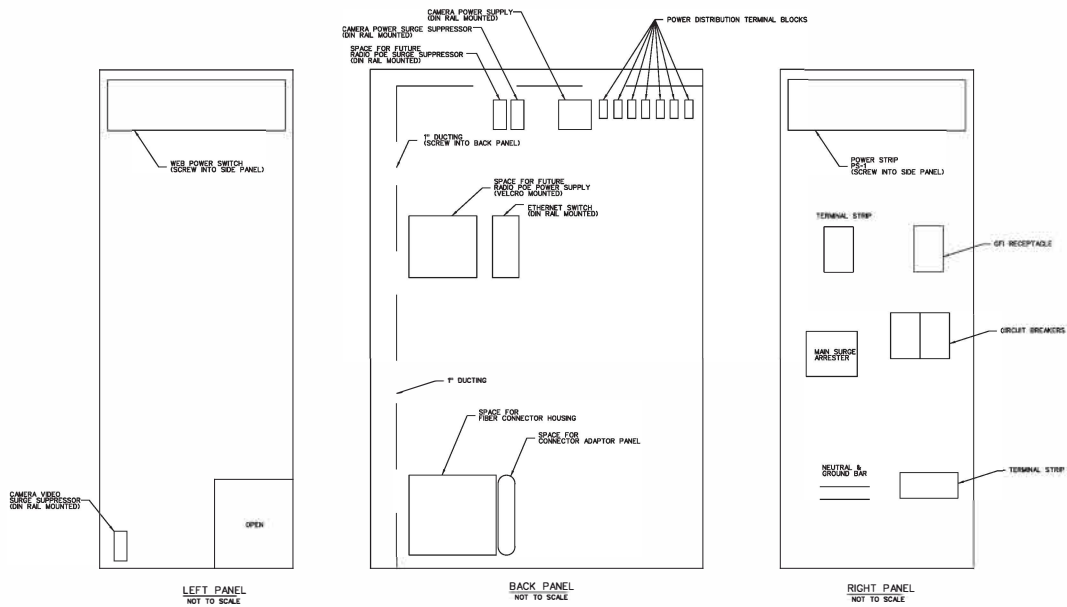 CAMERA POWER SUPPLY
(DIN RAIL MOUNTED)
CAMERA POWER SURGE SUPPRESSOR
(DIN RAIL MOUNTED)
SPACE FOR FUTURE
RADIO POE SURGE SUPPRESSOR
(DIN RAIL MOUNTED)
POWER DISTRIBUTION TERMINAL BLOCKS
WEB POWER SWITCH
(SCREW INTO SIDE PANEL)
1" DUCTING
(SCREW INTO BACK PANEL)
SPACE FOR FUTURE
RADIO POE POWER SUPPLY
(VELCRO MOUNTED)
ETHERNET SWITCH
(DIN RAIL MOUNTED)
POWER STRIP
PS-1
(SCREW INTO SIDE PANEL)
TERMINAL STRIP
GFI RECEPTACLE
CIRCUIT BREAKERS
MAIN SURGE
ARRESTER
1" DUCTING
SPACE FOR
FIBER CONNECTOR HOUSING
SPACE FOR
CONNECTOR ADAPTOR PANEL
NEUTRAL &
GROUND BAR
TERMINAL STRIP
CAMERA VIDEO
SURGE SUPPRESSOR
(DIN RAIL MOUNTED)
OPEN
LEFT PANEL
NOT TO SCALE
BACK PANEL
NOT TO SCALE
RIGHT PANEL
NOT TO SCALE